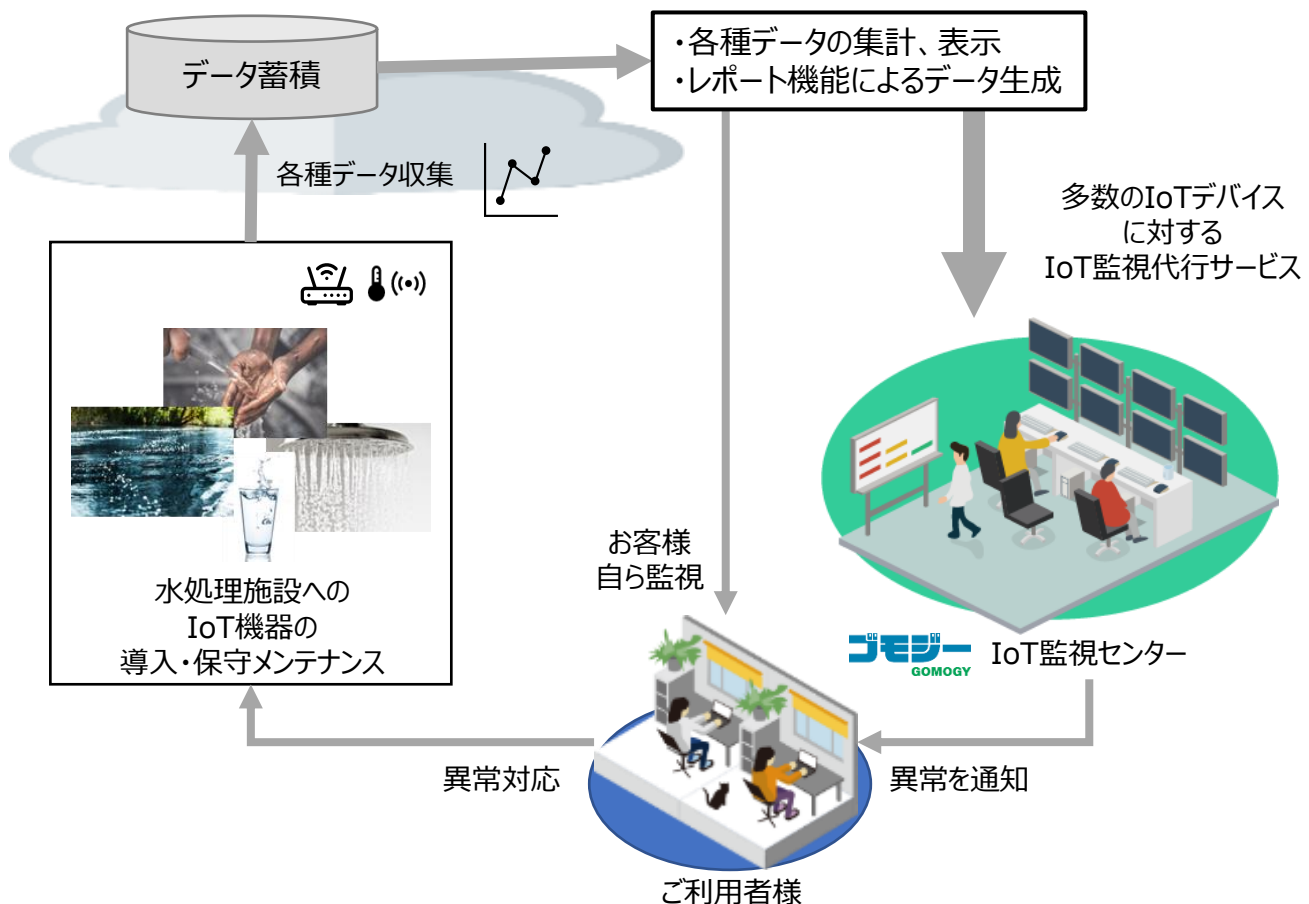 データ蓄積
・各種データの集計、表示
・レポート機能によるデータ生成
各種データ収集
多数のIoTデバイス
に対する
IoT監視代行サービス
水処理施設への
IoT機器の
導入・保守メンテナンス
お客様
自ら監視
ゴモジー
GOMOGY
IoT監視センター
異常対応
異常を通知
ご利用者様